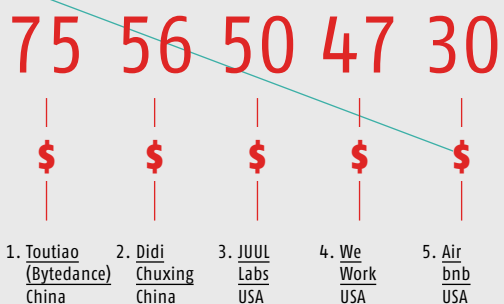 75 56 50 47 30
$ $ $ $ $
1. Toutiao
(Bytedance)
China
2. Didi
Chuxing
China
3. JUUL
Labs
USA
4. We
Work
USA
5. Air
bnb
USA